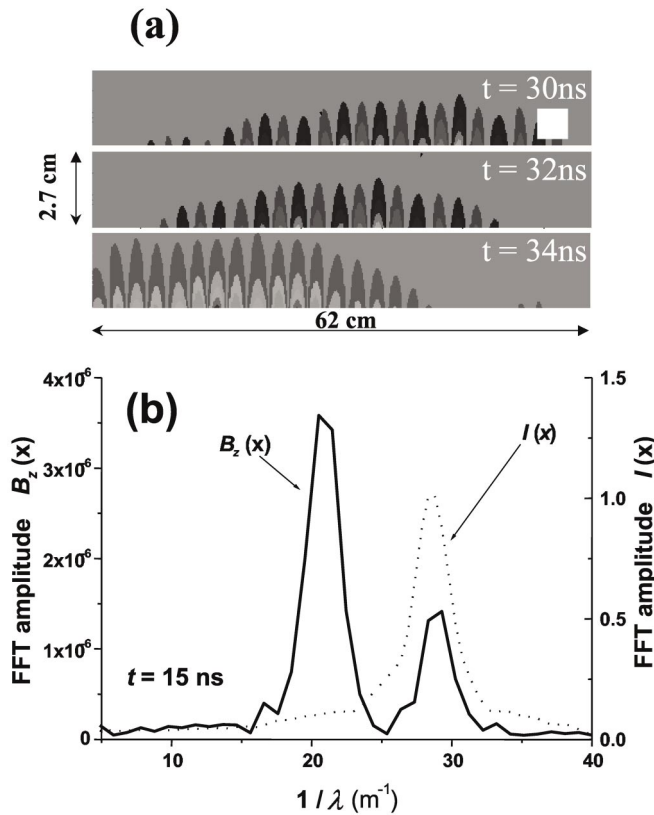 (a)
t = 30ns
t = 32ns
t = 34ns
2.7 cm
62 cm
(b)
4x10⁶
3x10⁶
2x10⁶
1x10⁶
0
FFT amplitude B_z (x)
B_z (x)
I (x)
t = 15 ns
1.5
1.0
0.5
0.0
FFT amplitude I (x)
10 20 30 40
1 / λ (m⁻¹)